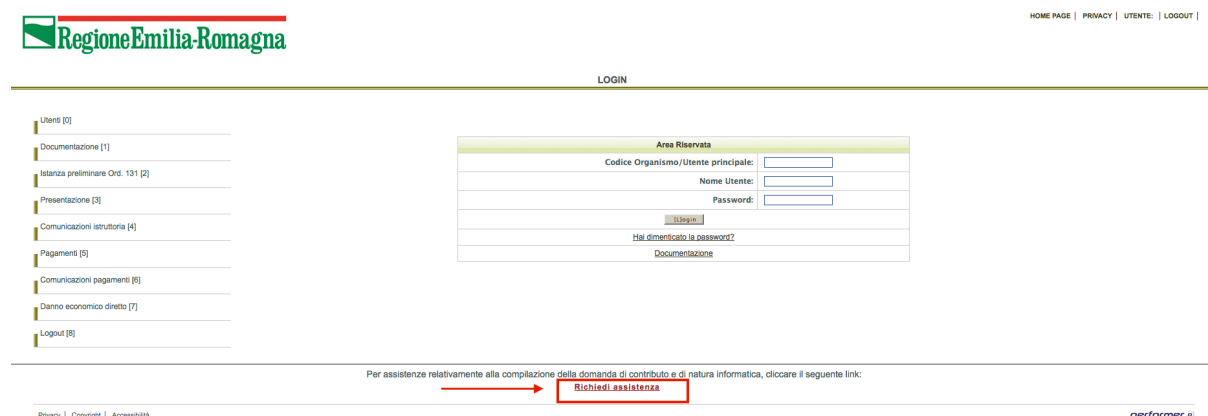 HOME PAGE | PRIVACY | UTENTE: | LOGOUT |
RegioneEmilia-Romagna
LOGIN
Utenti [0]
Documentazione [1]
Istanza preliminare Ord. 131 [2]
Presentazione [3]
Comunicazioni istruttoria [4]
Pagamenti [5]
Comunicazioni pagamenti [6]
Danno economico diretto [7]
Logout [8]
Area Riservata
Codice Organismo/Utente principale:
Nome Utente:
Password:
[L]ogin
Hai dimenticato la password?
Documentazione
Per assistenze relativamente alla compilazione della domanda di contributo e di natura informatica, cliccare il seguente link:
Richiedi assistenza
Privacy | Copyright | Accessibilità
performer